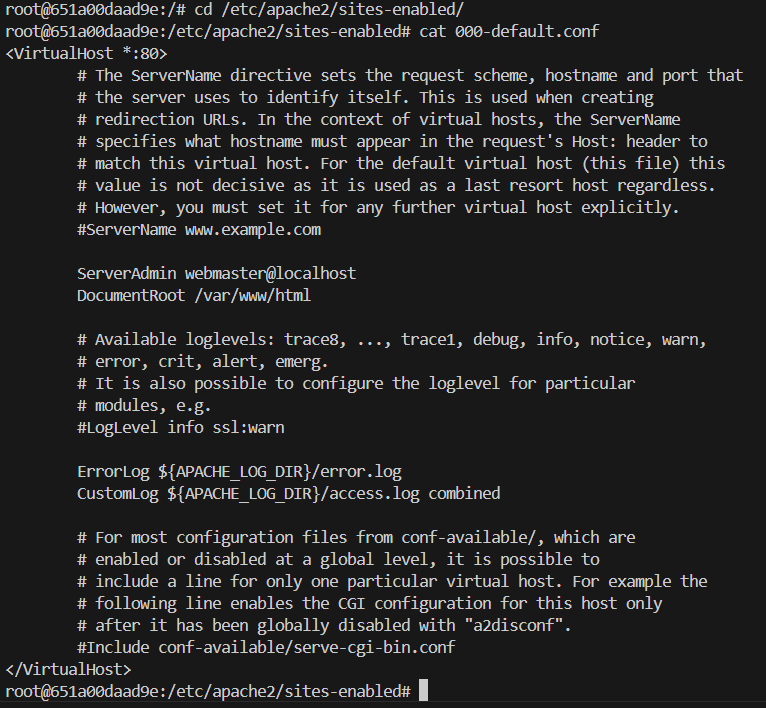 root@651a00daad9e:/# cd /etc/apache2/sites-enabled/
root@651a00daad9e:/etc/apache2/sites-enabled# cat 000-default.conf
<VirtualHost *:80>
        # The ServerName directive sets the request scheme, hostname and port that
        # the server uses to identify itself. This is used when creating
        # redirection URLs. In the context of virtual hosts, the ServerName
        # specifies what hostname must appear in the request's Host: header to
        # match this virtual host. For the default virtual host (this file) this
        # value is not decisive as it is used as a last resort host regardless.
        # However, you must set it for any further virtual host explicitly.
        #ServerName www.example.com

        ServerAdmin webmaster@localhost
        DocumentRoot /var/www/html

        # Available loglevels: trace8, ..., trace1, debug, info, notice, warn,
        # error, crit, alert, emerg.
        # It is also possible to configure the loglevel for particular
        # modules, e.g.
        #LogLevel info ssl:warn

        ErrorLog ${APACHE_LOG_DIR}/error.log
        CustomLog ${APACHE_LOG_DIR}/access.log combined

        # For most configuration files from conf-available/, which are
        # enabled or disabled at a global level, it is possible to
        # include a line for only one particular virtual host. For example the
        # following line enables the CGI configuration for this host only
        # after it has been globally disabled with "a2disconf".
        #Include conf-available/serve-cgi-bin.conf
</VirtualHost>
root@651a00daad9e:/etc/apache2/sites-enabled#